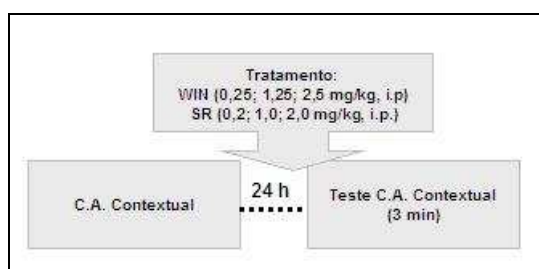 Tratamento:
WIN (0,25; 1,25; 2,5 mg/kg, i.p)
SR (0,2; 1,0; 2,0 mg/kg, i.p.)
24 h
C.A. Contextual
Teste C.A. Contextual
(3 min)